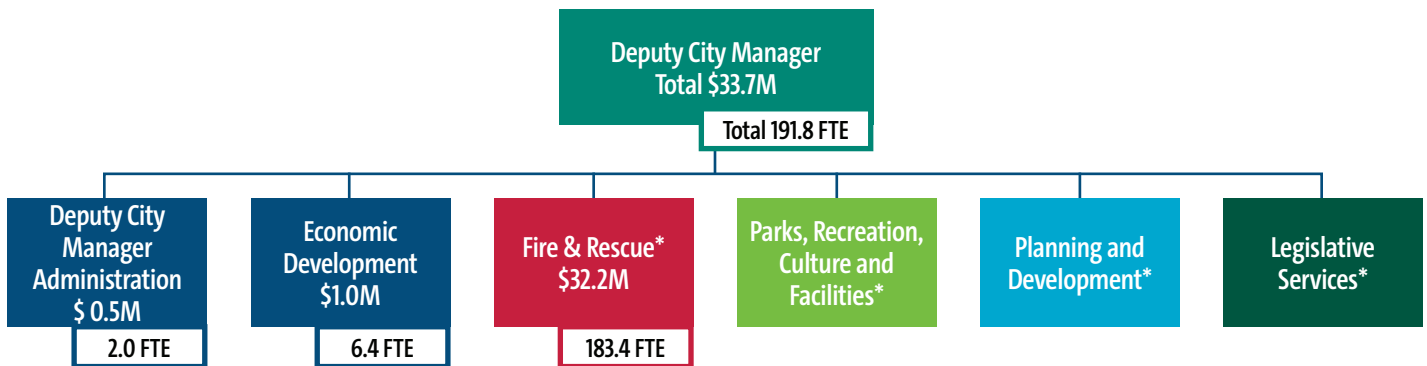 Deputy City Manager
Total $33.7M
Total 191.8 FTE
Deputy City
Manager
Administration
$ 0.5M
2.0 FTE
Economic
Development
$1.0M
6.4 FTE
Fire & Rescue*
$32.2M
183.4 FTE
Parks, Recreation,
Culture and
Facilities*
Planning and
Development*
Legislative
Services*